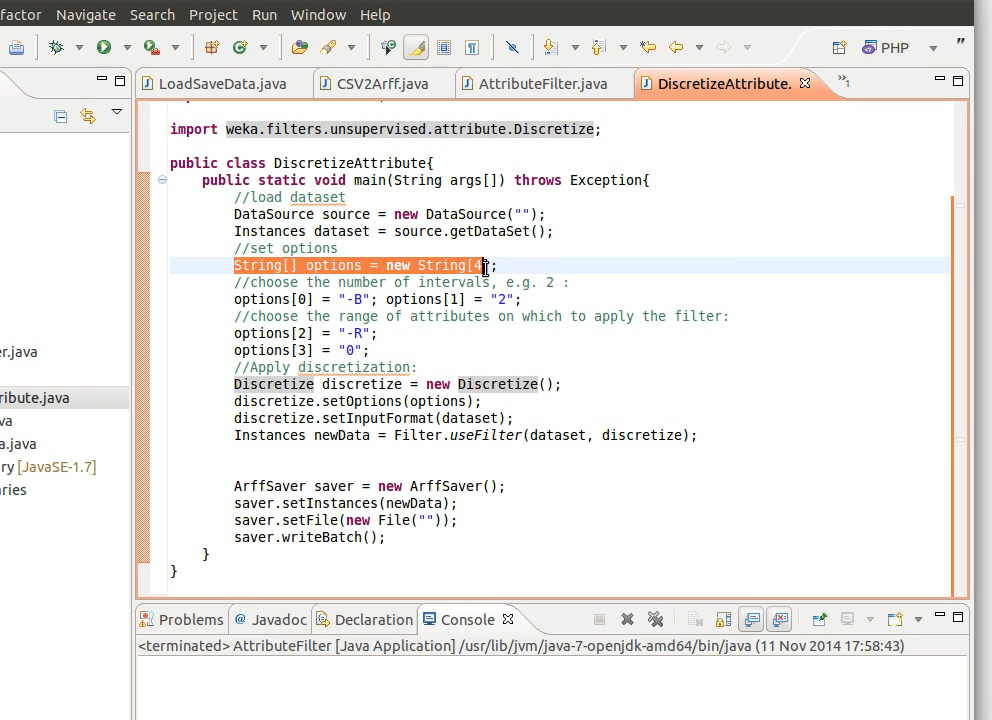 factor Navigate Search Project Run Window Help
PHP "
LoadSaveData.java CSV2Arff.java AttributeFilter.java DiscretizeAttribute. "1
import weka.filters.unsupervised.attribute.Discretize;
public class DiscretizeAttribute{
public static void main(String args[]) throws Exception{
//load dataset
DataSource source = new DataSource("");
Instances dataset = source.getDataSet();
//set options
String[] options = new String[4];
//choose the number of intervals, e.g. 2 :
options[0] = "-B"; options[1] = "2";
//choose the range of attributes on which to apply the filter:
options[2] = "-R";
options[3] = "0";
//Apply discretization:
Discretize discretize = new Discretize();
discretize.setOptions(options);
discretize.setInputFormat(dataset);
Instances newData = Filter.useFilter(dataset, discretize);
ArffSaver saver = new ArffSaver();
saver.setInstances(newData);
saver.setFile(new File(""));
saver.writeBatch();
}
}
er.java
ribute.java
va
a.java
ry [JavaSE-1.7]
aries
Problems Javadoc Declaration Console
<terminated> AttributeFilter [Java Application] /usr/lib/jvm/java-7-openjdk-amd64/bin/java (11 Nov 2014 17:58:43)